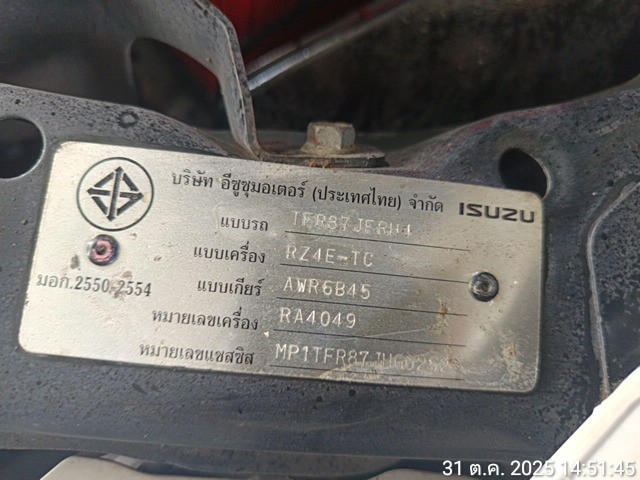 บริษัท อีซูซุมอเตอร์ (ประเทศไทย) จำกัด ISUZU
แบบรถ
แบบเครื่อง RZ4E-TC
มอก.2550-2554
แบบเกียร์ AWR6B45
หมายเลขเครื่อง RA4049
หมายเลขแชสซิส
31 ต.ค. 2025 14:51:45